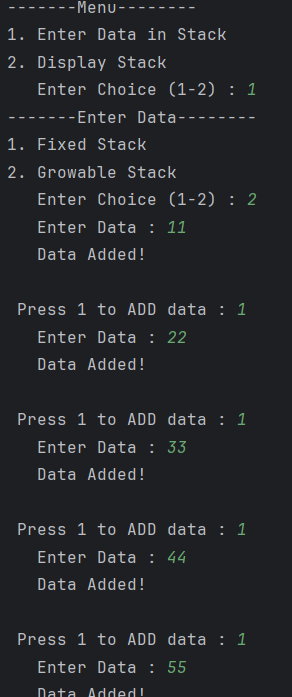 -------Menu--------
1. Enter Data in Stack
2. Display Stack
   Enter Choice (1-2) : 1
-------Enter Data--------
1. Fixed Stack
2. Growable Stack
   Enter Choice (1-2) : 2
   Enter Data : 11
   Data Added!

 Press 1 to ADD data : 1
   Enter Data : 22
   Data Added!

 Press 1 to ADD data : 1
   Enter Data : 33
   Data Added!

 Press 1 to ADD data : 1
   Enter Data : 44
   Data Added!

 Press 1 to ADD data : 1
   Enter Data : 55
   Data Added!